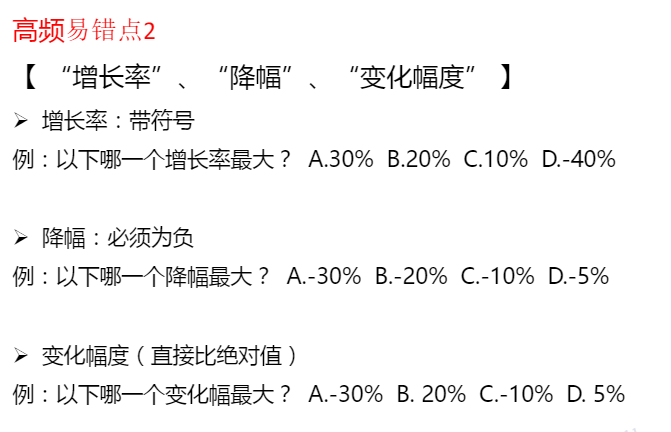 高频易错点2
【 “增长率”、“降幅”、“变化幅度” 】
➢ 增长率：带符号
例：以下哪一个增长率最大？ A.30% B.20% C.10% D.-40%
➢ 降幅：必须为负
例：以下哪一个降幅最大？ A.-30% B.-20% C.-10% D.-5%
➢ 变化幅度（直接比绝对值）
例：以下哪一个变化幅最大？ A.-30% B. 20% C.-10% D. 5%